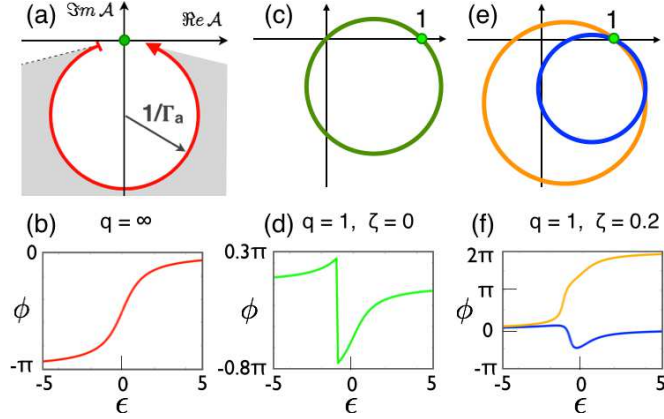 (a) ℑm 𝒜 ℜe 𝒜
1/Γₐ
(c) 1
(e) 1
(b) q = ∞
0
ϕ
-π
-5 0 5
ϵ
(d) q = 1, ζ = 0
0.3π
ϕ
-0.8π
-5 0 5
ϵ
(f) q = 1, ζ = 0.2
2π
π
ϕ
0
-π
-5 0 5
ϵ